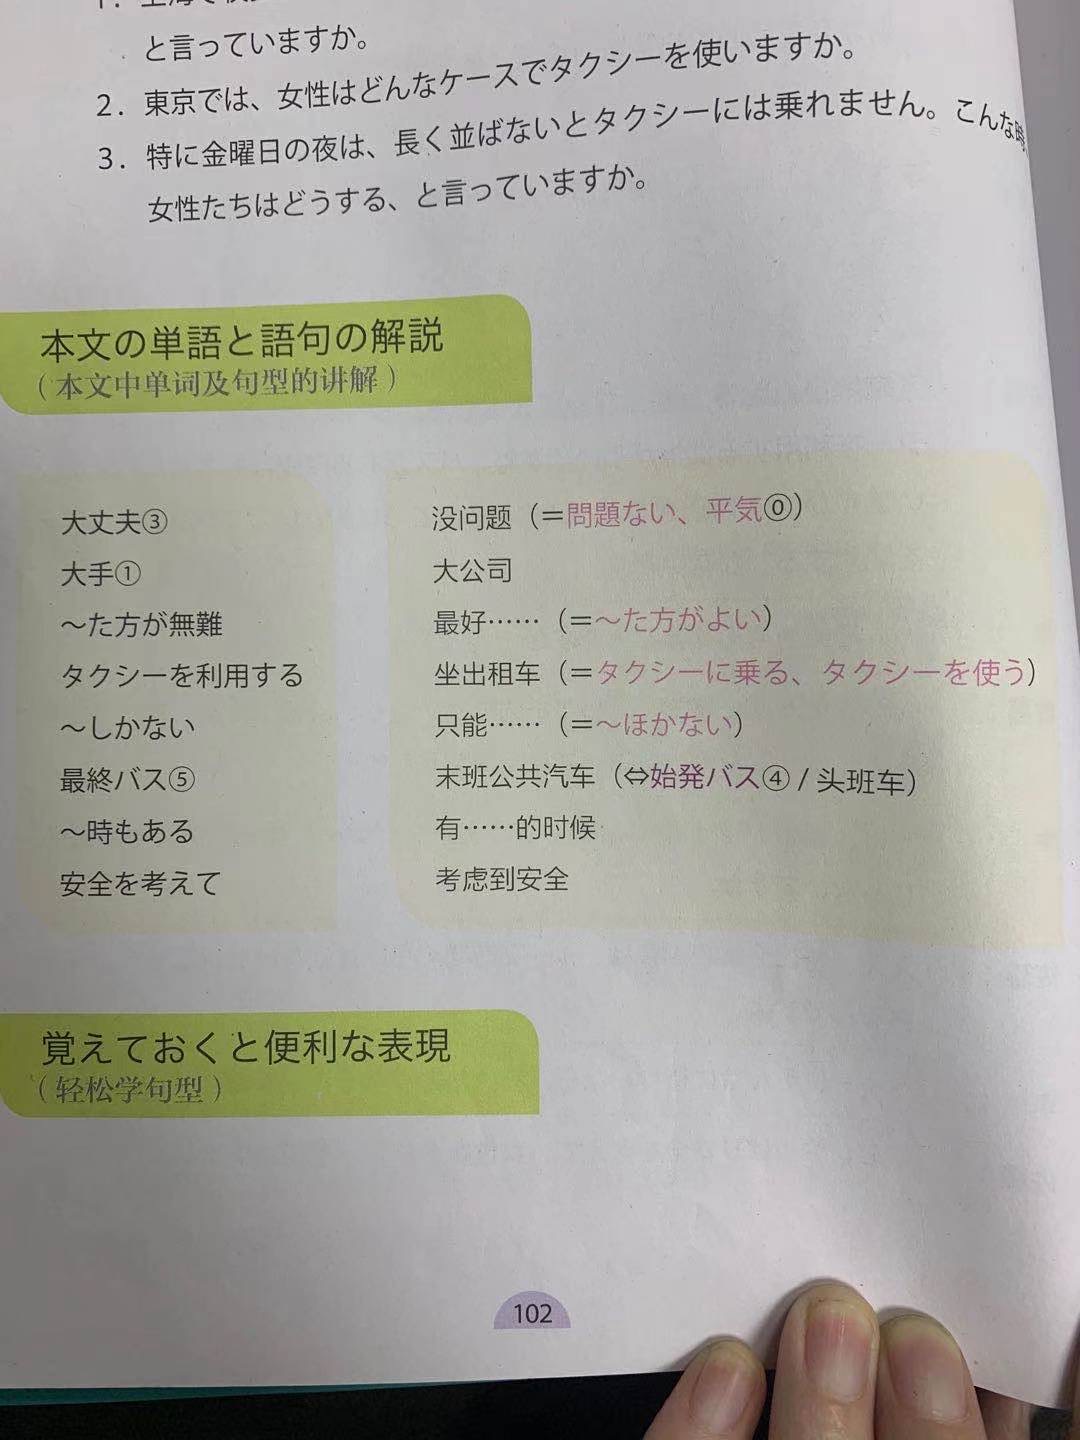 と言っていますか。
2. 東京では、女性はどんなケースでタクシーを使いますか。
3. 特に金曜日の夜は、長く並ばないとタクシーには乗れません。こんな時、
女性たちはどうする、と言っていますか。
本文の単語と語句の解説
（本文中单词及句型的讲解）
大丈夫③ 没问题（＝問題ない、平気⓪）
大手① 大公司
～た方が無難 最好……（＝～た方がよい）
タクシーを利用する 坐出租车（＝タクシーに乗る、タクシーを使う）
～しかない 只能……（＝～ほかない）
最終バス⑤ 末班公共汽车（⇔始発バス④ / 头班车）
～時もある 有……的时候
安全を考えて 考虑到安全
覚えておくと便利な表現
（轻松学句型）
102